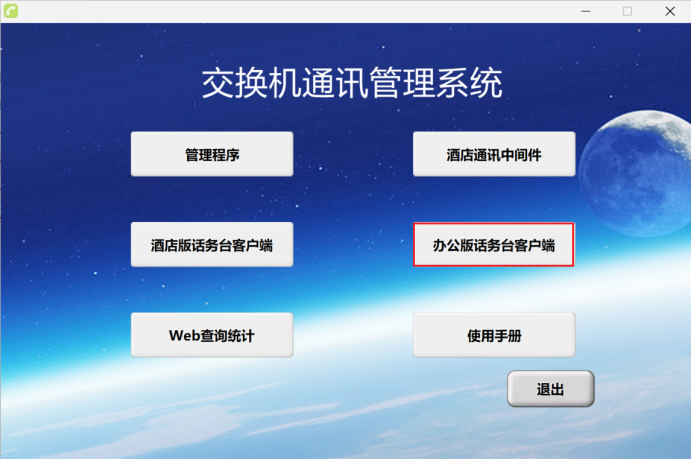 交换机通讯管理系统
管理程序
酒店通讯中间件
酒店版话务台客户端
办公版话务台客户端
Web查询统计
使用手册
退出